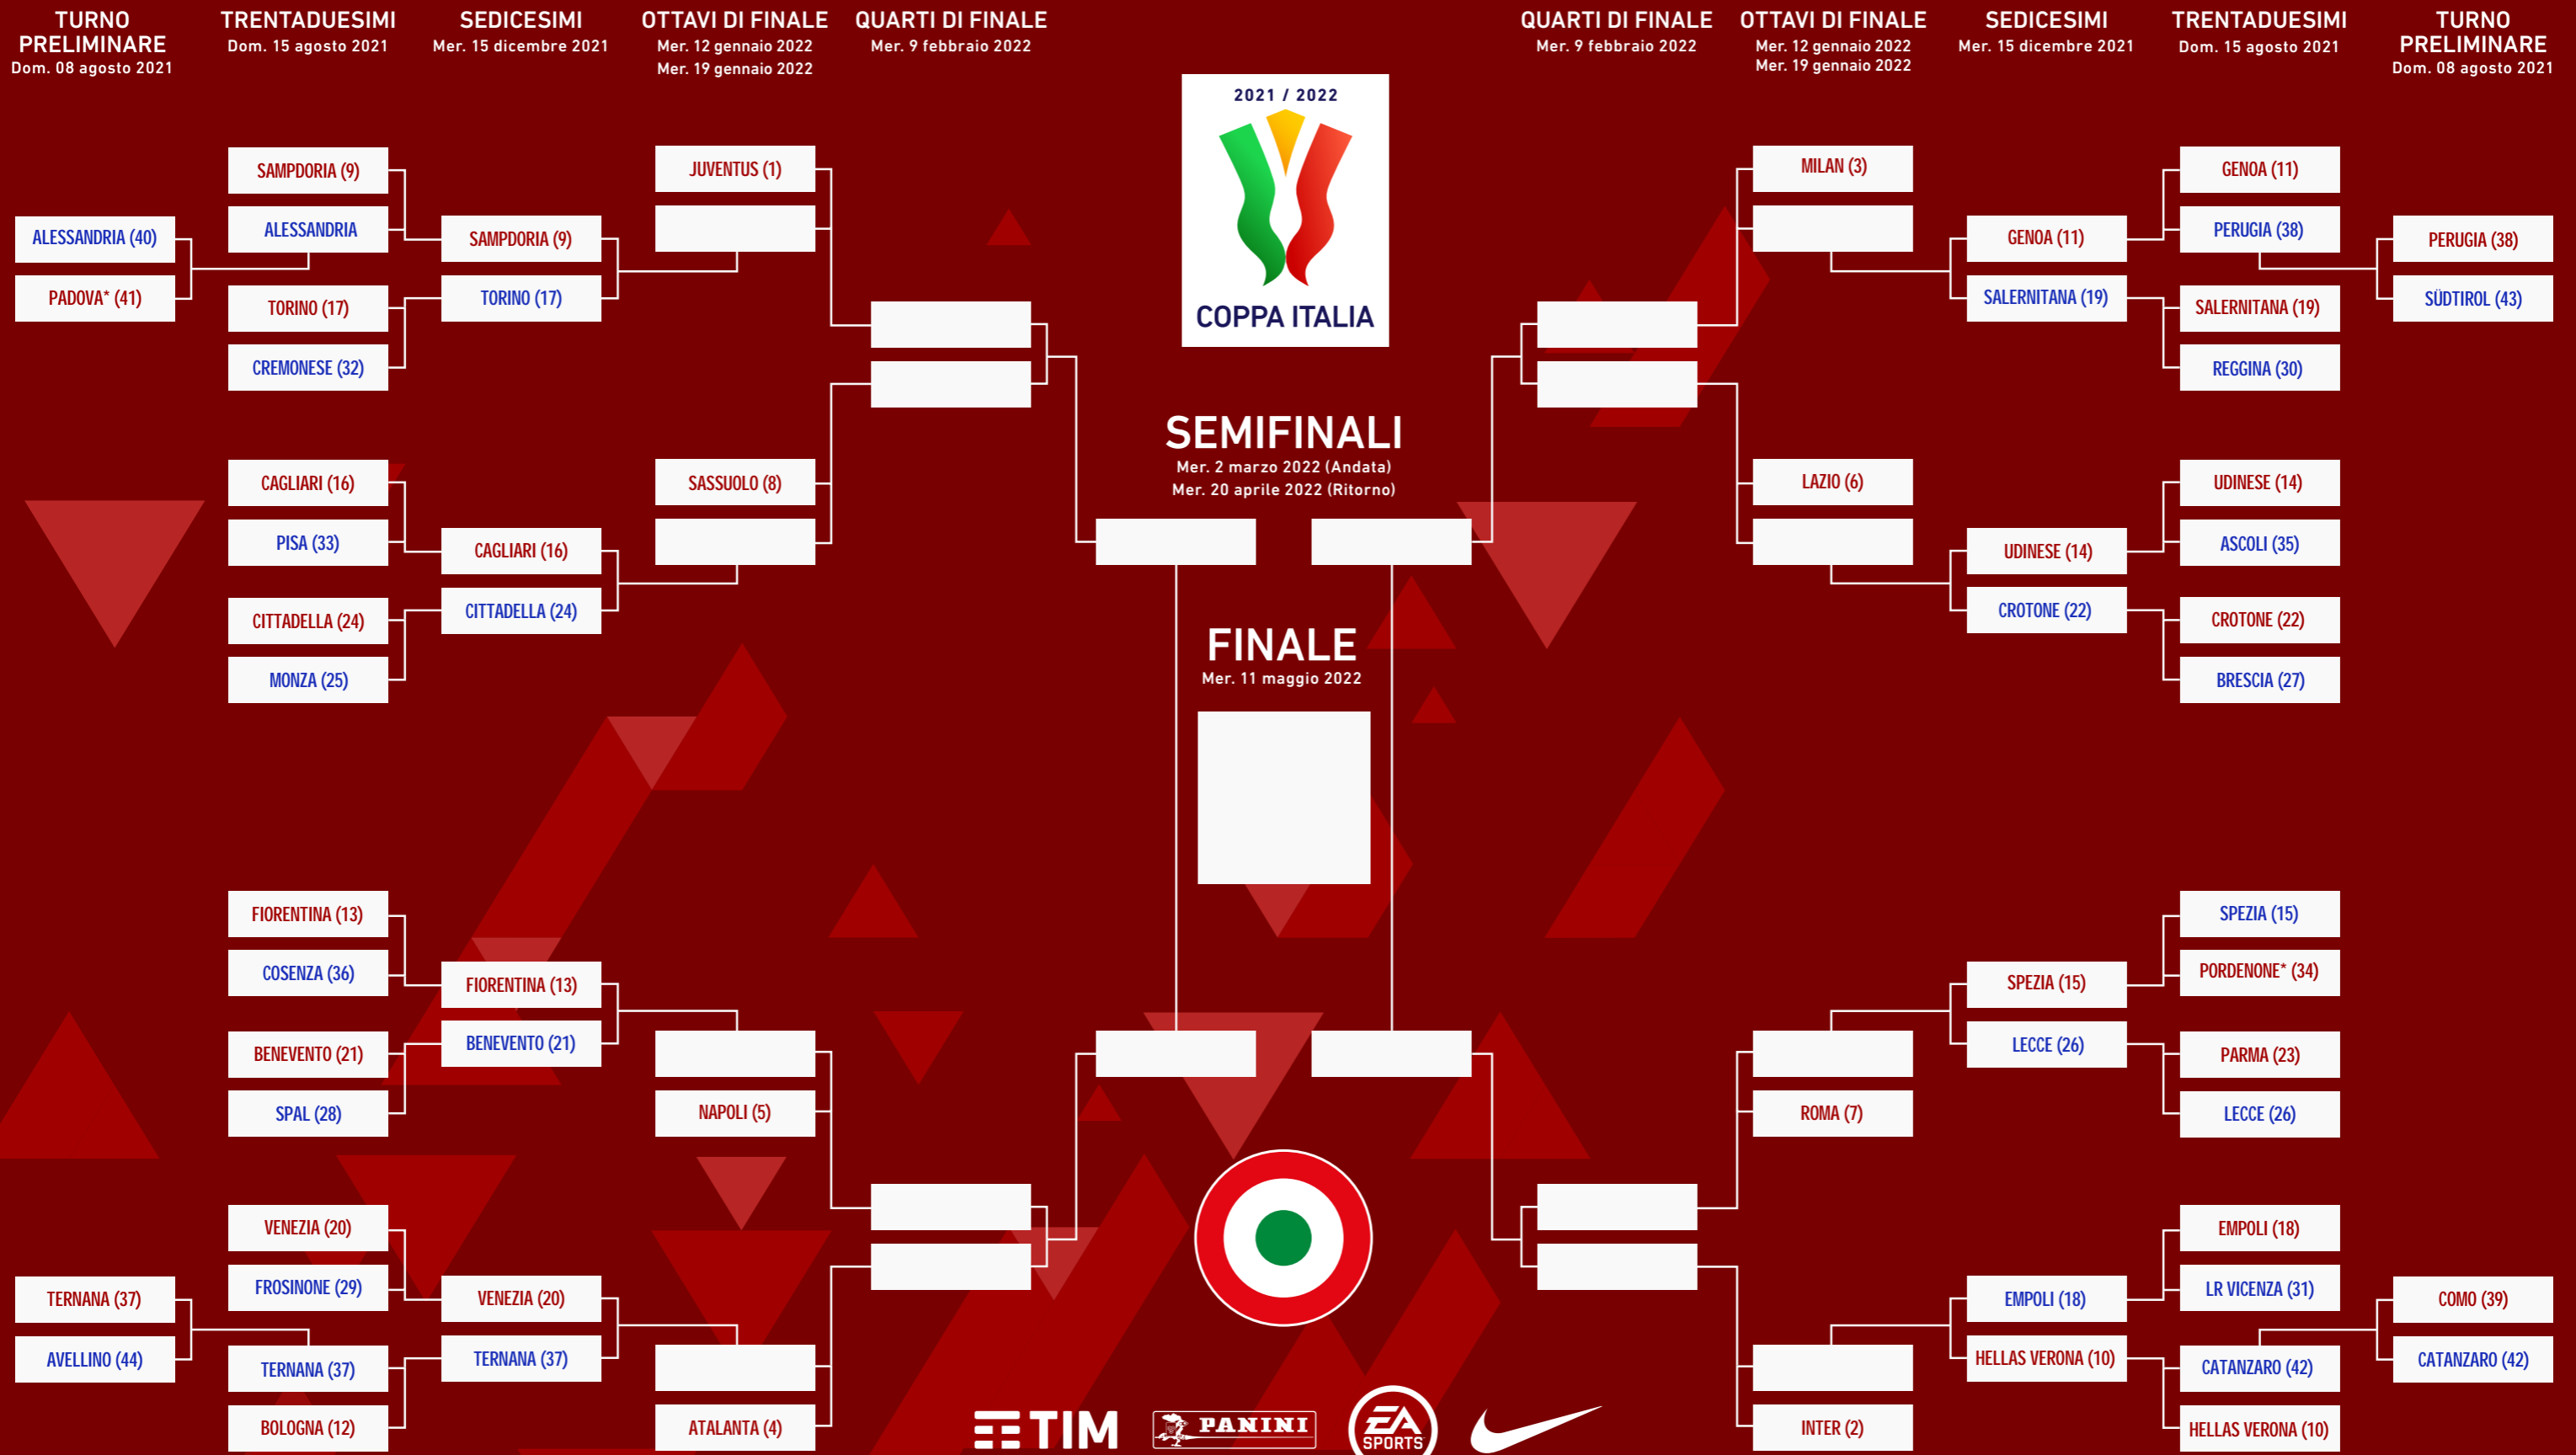 TURNO
PRELIMINARE
Dom. 08 agosto 2021
TRENTADUESIMI
Dom. 15 agosto 2021
SEDICESIMI
Mer. 15 dicembre 2021
OTTAVI DI FINALE
Mer. 12 gennaio 2022
Mer. 19 gennaio 2022
QUARTI DI FINALE
Mer. 9 febbraio 2022
QUARTI DI FINALE
Mer. 9 febbraio 2022
OTTAVI DI FINALE
Mer. 12 gennaio 2022
Mer. 19 gennaio 2022
SEDICESIMI
Mer. 15 dicembre 2021
TRENTADUESIMI
Dom. 15 agosto 2021
TURNO
PRELIMINARE
Dom. 08 agosto 2021
ALESSANDRIA (40)
PADOVA* (41)
TERNANA (37)
AVELLINO (44)
SAMPDORIA (9)
ALESSANDRIA
TORINO (17)
CREMONESE (32)
CAGLIARI (16)
PISA (33)
CITTADELLA (24)
MONZA (25)
FIORENTINA (13)
COSENZA (36)
BENEVENTO (21)
SPAL (28)
VENEZIA (20)
FROSINONE (29)
TERNANA (37)
BOLOGNA (12)
SAMPDORIA (9)
TORINO (17)
CAGLIARI (16)
CITTADELLA (24)
FIORENTINA (13)
BENEVENTO (21)
VENEZIA (20)
TERNANA (37)
JUVENTUS (1)
SASSUOLO (8)
NAPOLI (5)
ATALANTA (4)
2021 / 2022
COPPA ITALIA
SEMIFINALI
Mer. 2 marzo 2022 (Andata)
Mer. 20 aprile 2022 (Ritorno)
FINALE
Mer. 11 maggio 2022
TIM
PANINI
EA
SPORTS
MILAN (3)
LAZIO (6)
ROMA (7)
INTER (2)
GENOA (11)
SALERNITANA (19)
UDINESE (14)
CROTONE (22)
SPEZIA (15)
LECCE (26)
EMPOLI (18)
HELLAS VERONA (10)
GENOA (11)
PERUGIA (38)
SALERNITANA (19)
REGGINA (30)
UDINESE (14)
ASCOLI (35)
CROTONE (22)
BRESCIA (27)
SPEZIA (15)
PORDENONE* (34)
PARMA (23)
LECCE (26)
EMPOLI (18)
LR VICENZA (31)
CATANZARO (42)
HELLAS VERONA (10)
PERUGIA (38)
SÜDTIROL (43)
COMO (39)
CATANZARO (42)